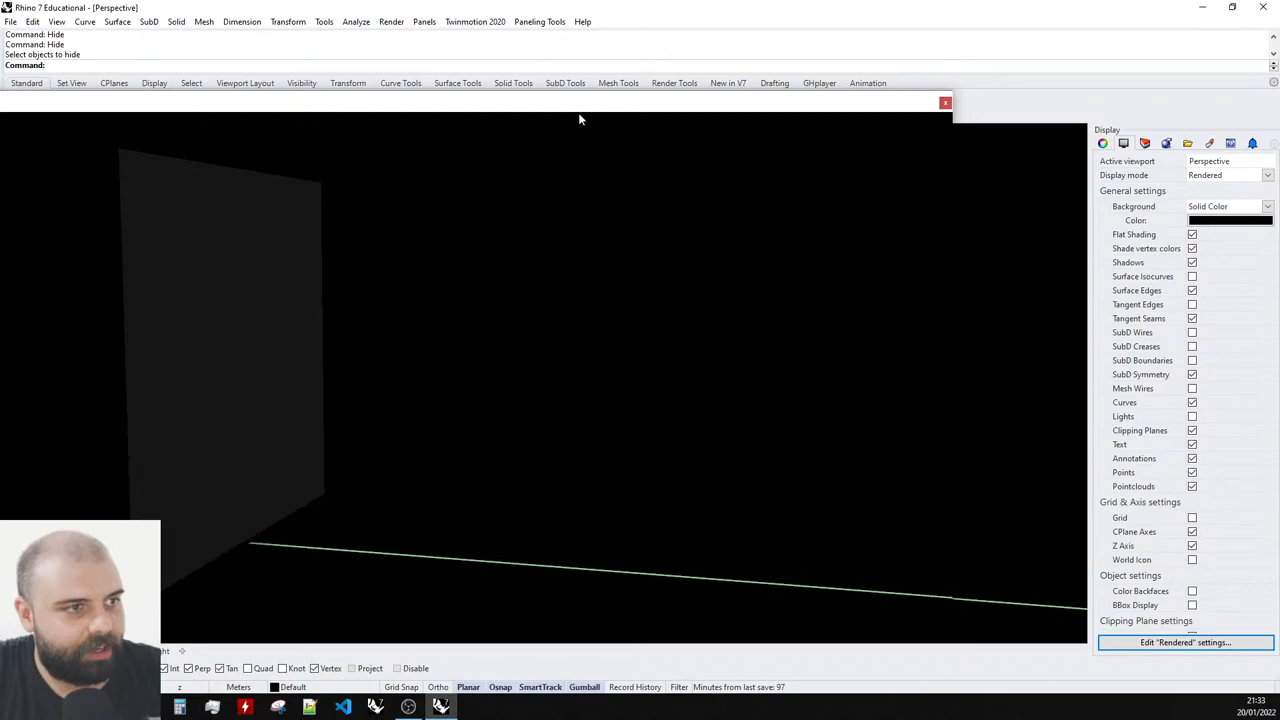 Rhino 7 Educational - [Perspective]
File Edit View Curve Surface SubD Solid Mesh Dimension Transform Tools Analyze Render Panels Twinmotion 2020 Paneling Tools Help
Command: Hide
Command: Hide
Select objects to hide
Command:
Standard Set View CPlanes Display Select Viewport Layout Visibility Transform Curve Tools Surface Tools Solid Tools SubD Tools Mesh Tools Render Tools New in V7 Drafting GHplayer Animation
x
Display
Active viewport Perspective
Display mode Rendered
General settings
Background Solid Color
Color:
Flat Shading
Shade vertex colors
Shadows
Surface Isocurves
Surface Edges
Tangent Edges
Tangent Seams
SubD Wires
SubD Creases
SubD Boundaries
SubD Symmetry
Mesh Wires
Curves
Lights
Clipping Planes
Text
Annotations
Points
Pointclouds
Grid & Axis settings
Grid
CPlane Axes
Z Axis
World Icon
Object settings
Color Backfaces
BBox Display
Clipping Plane settings
Edit "Rendered" settings...
ght
Int Perp Tan Quad Knot Vertex Project Disable
z Meters Default Grid Snap Ortho Planar Osnap SmartTrack Gumball Record History Filter Minutes from last save: 97
21:33
20/01/2022